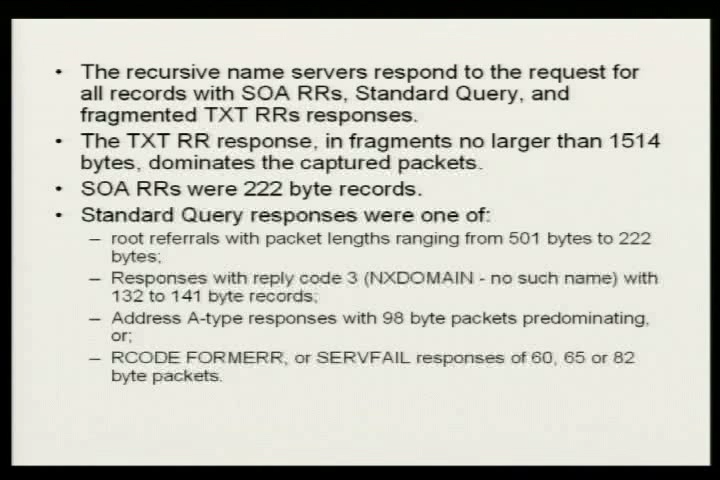 • The recursive name servers respond to the request for
all records with SOA RRs, Standard Query, and
fragmented TXT RRs responses.
• The TXT RR response, in fragments no larger than 1514
bytes, dominates the captured packets.
• SOA RRs were 222 byte records.
• Standard Query responses were one of:
– root referrals with packet lengths ranging from 501 bytes to 222
bytes;
– Responses with reply code 3 (NXDOMAIN - no such name) with
132 to 141 byte records;
– Address A-type responses with 98 byte packets predominating,
or;
– RCODE FORMERR, or SERVFAIL responses of 60, 65 or 82
byte packets.